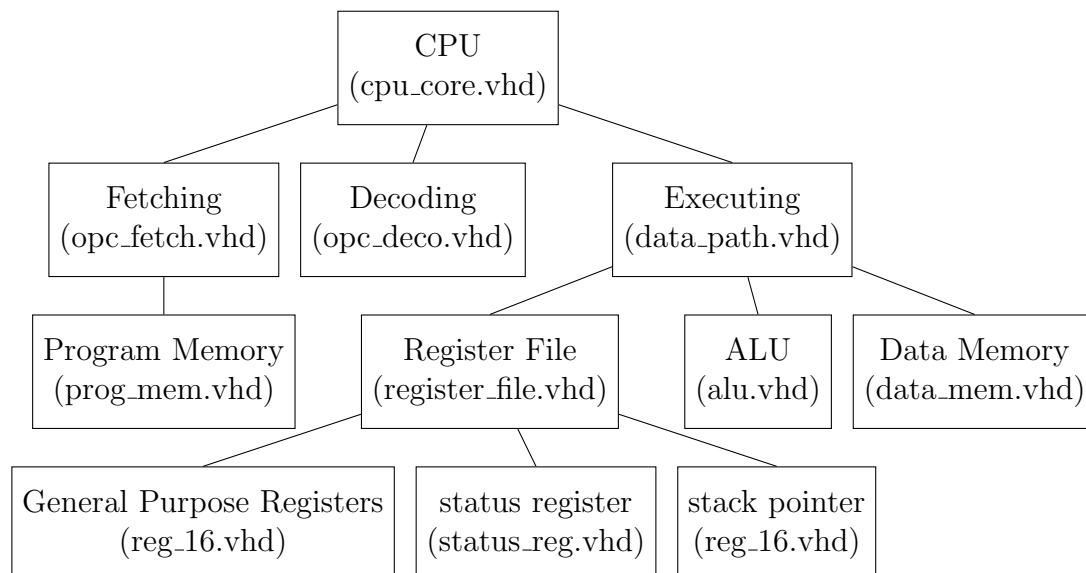 CPU
(cpu_core.vhd)
Fetching
(opc_fetch.vhd)
Decoding
(opc_deco.vhd)
Executing
(data_path.vhd)
Program Memory
(prog_mem.vhd)
Register File
(register_file.vhd)
ALU
(alu.vhd)
Data Memory
(data_mem.vhd)
General Purpose Registers
(reg_16.vhd)
status register
(status_reg.vhd)
stack pointer
(reg_16.vhd)